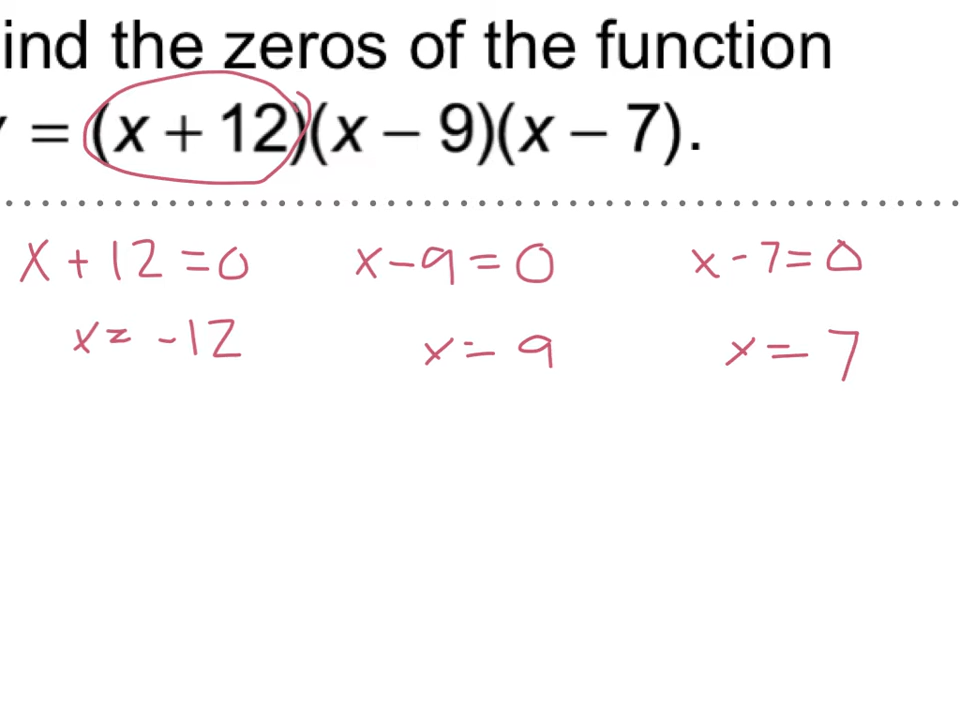 ind the zeros of the function
= (x + 12)(x – 9)(x – 7).
x + 12 = 0 x - 9 = 0 x - 7 = 0
x = -12 x = 9 x = 7